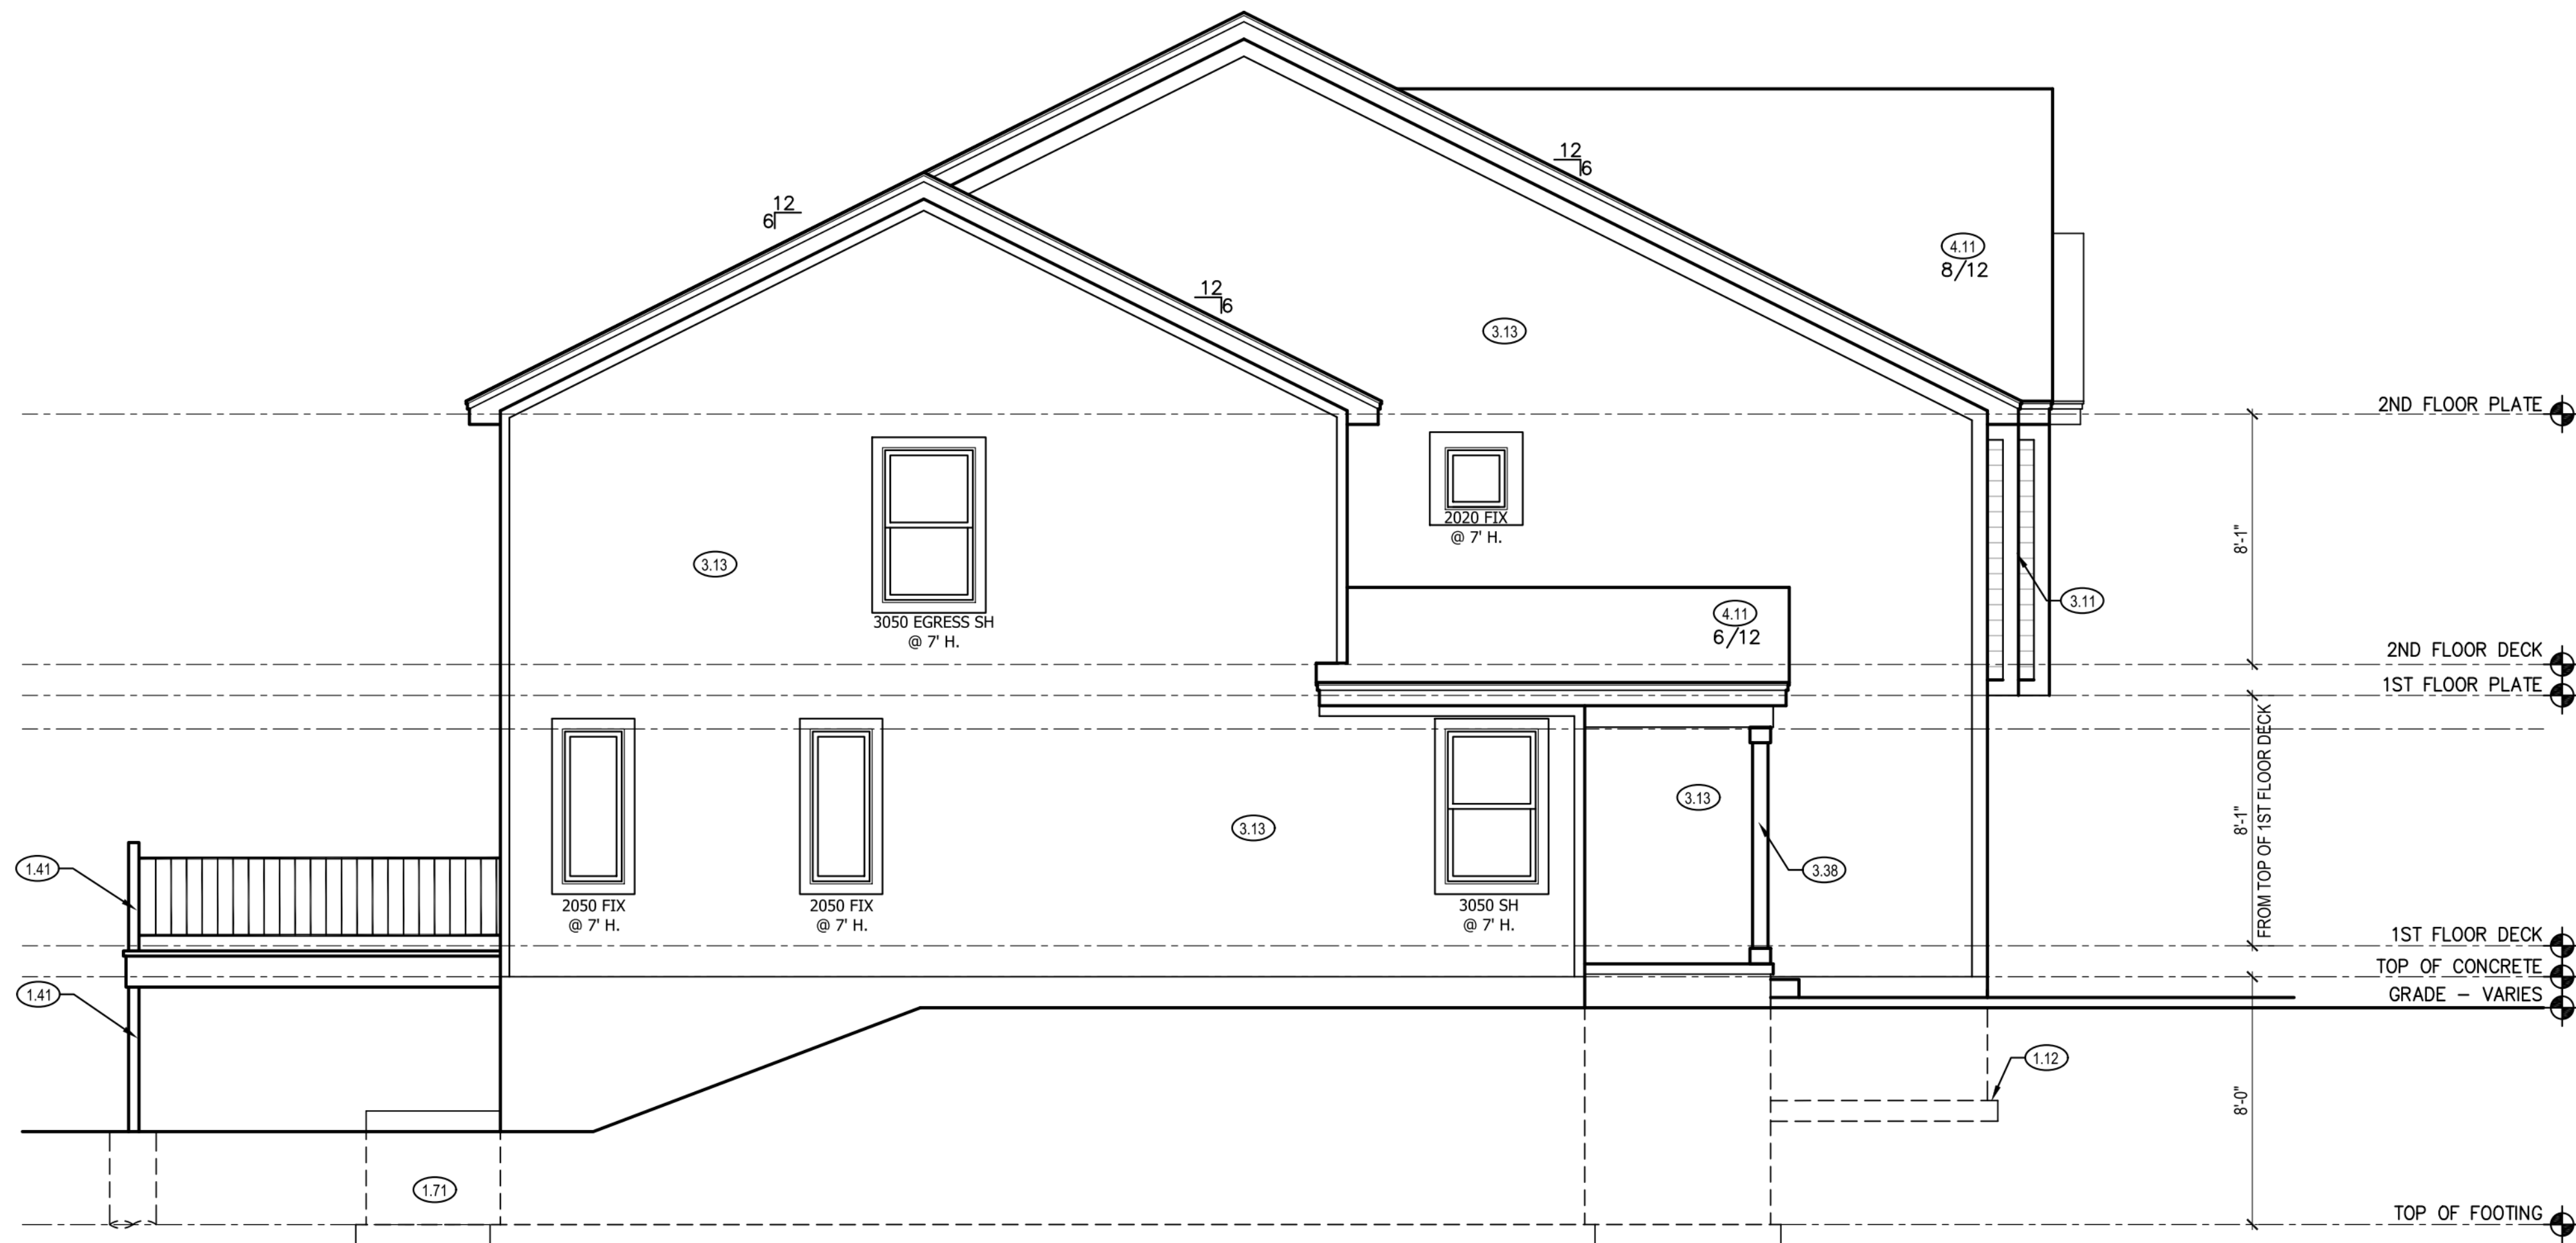 12
6
12
6
4.11
8/12
12
6
3.13
2ND FLOOR PLATE
2020 FIX
@ 7' H.
8'-1"
3.13
3.11
4.11
6/12
3050 EGRESS SH
@ 7' H.
2ND FLOOR DECK
1ST FLOOR PLATE
3.13
3.13
8'-1"
FROM TOP OF 1ST FLOOR DECK
1.41
3.38
2050 FIX
@ 7' H.
2050 FIX
@ 7' H.
3050 SH
@ 7' H.
1ST FLOOR DECK
TOP OF CONCRETE
1.41
GRADE - VARIES
1.12
8'-0"
1.71
TOP OF FOOTING